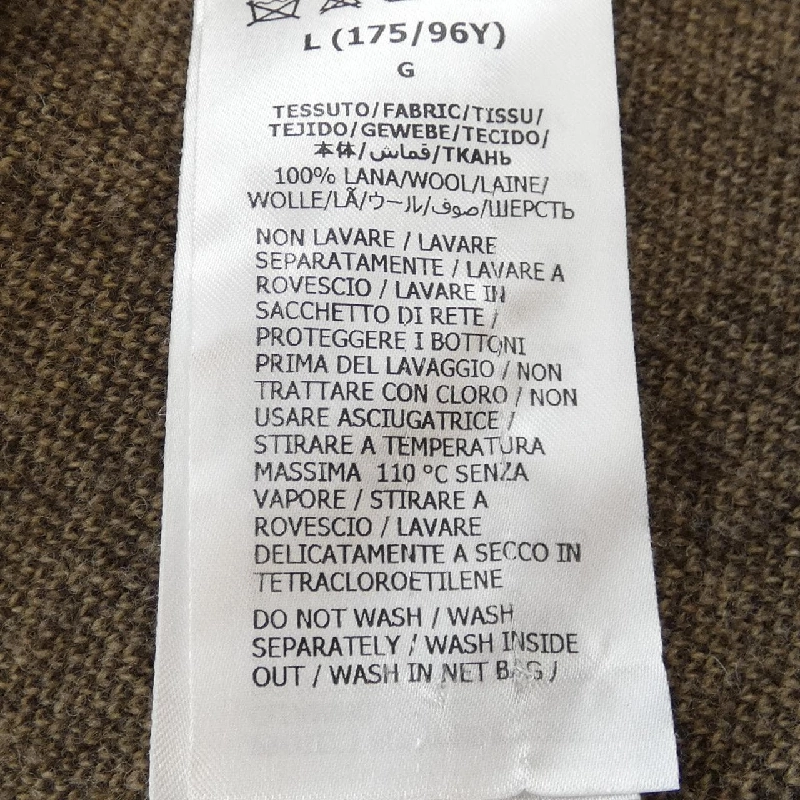 L (175/96Y)
G
TESSUTO/FABRIC/TISSU/
TEJIDO/GEWEBE/TECIDO/
本体/قماش/ТКАНЬ
100% LANA/WOOL/LAINE/
WOLLE/LÃ/ウール/صوف/ШЕРСТЬ
NON LAVARE / LAVARE
SEPARATAMENTE / LAVARE A
ROVESCIO / LAVARE IN
SACCHETTO DI RETE /
PROTEGGERE I BOTTONI
PRIMA DEL LAVAGGIO / NON
TRATTARE CON CLORO / NON
USARE ASCIUGATRICE /
STIRARE A TEMPERATURA
MASSIMA 110 °C SENZA
VAPORE / STIRARE A
ROVESCIO / LAVARE
DELICATAMENTE A SECCO IN
TETRACLOROETILENE
DO NOT WASH / WASH
SEPARATELY / WASH INSIDE
OUT / WASH IN NET BAG /